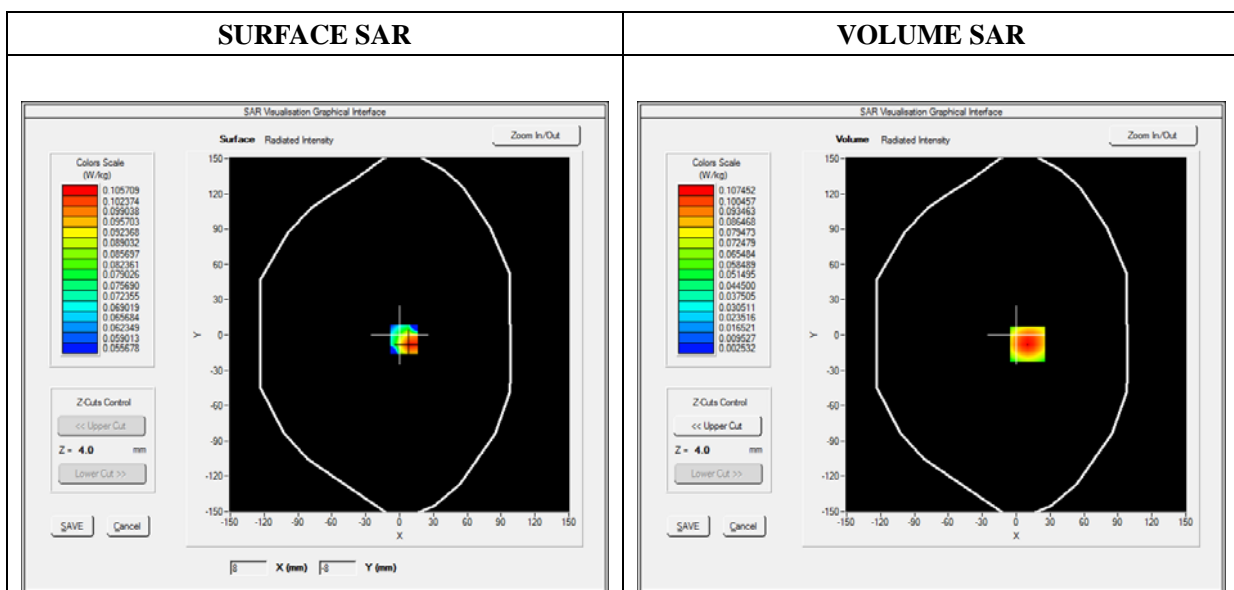 SURFACE SAR
VOLUME SAR
SAR Visualisation Graphical Interface
Surface Radiated Intensity
Zoom In/Out
Colors Scale
(W/kg)
0.105709
0.102374
0.099038
0.095703
0.092368
0.089032
0.085697
0.082361
0.079026
0.075690
0.072355
0.069019
0.065684
0.062349
0.059013
0.055678
Z-Cuts Control
<< Upper Cut
Z = 4.0 mm
Lower Cut >>
SAVE Cancel
150
120
90
60
30
0
-30
-60
-90
-120
-150
Y
-150 -120 -90 -60 -30 0 30 60 90 120 150
X
8 X (mm) -8 Y (mm)
SAR Visualisation Graphical Interface
Volume Radiated Intensity
Zoom In/Out
Colors Scale
(W/kg)
0.107452
0.100457
0.093463
0.086468
0.079473
0.072479
0.065484
0.058489
0.051495
0.044500
0.037505
0.030511
0.023516
0.016521
0.009527
0.002532
Z-Cuts Control
<< Upper Cut
Z = 4.0 mm
Lower Cut >>
SAVE Cancel
150
120
90
60
30
0
-30
-60
-90
-120
-150
Y
-150 -120 -90 -60 -30 0 30 60 90 120 150
X